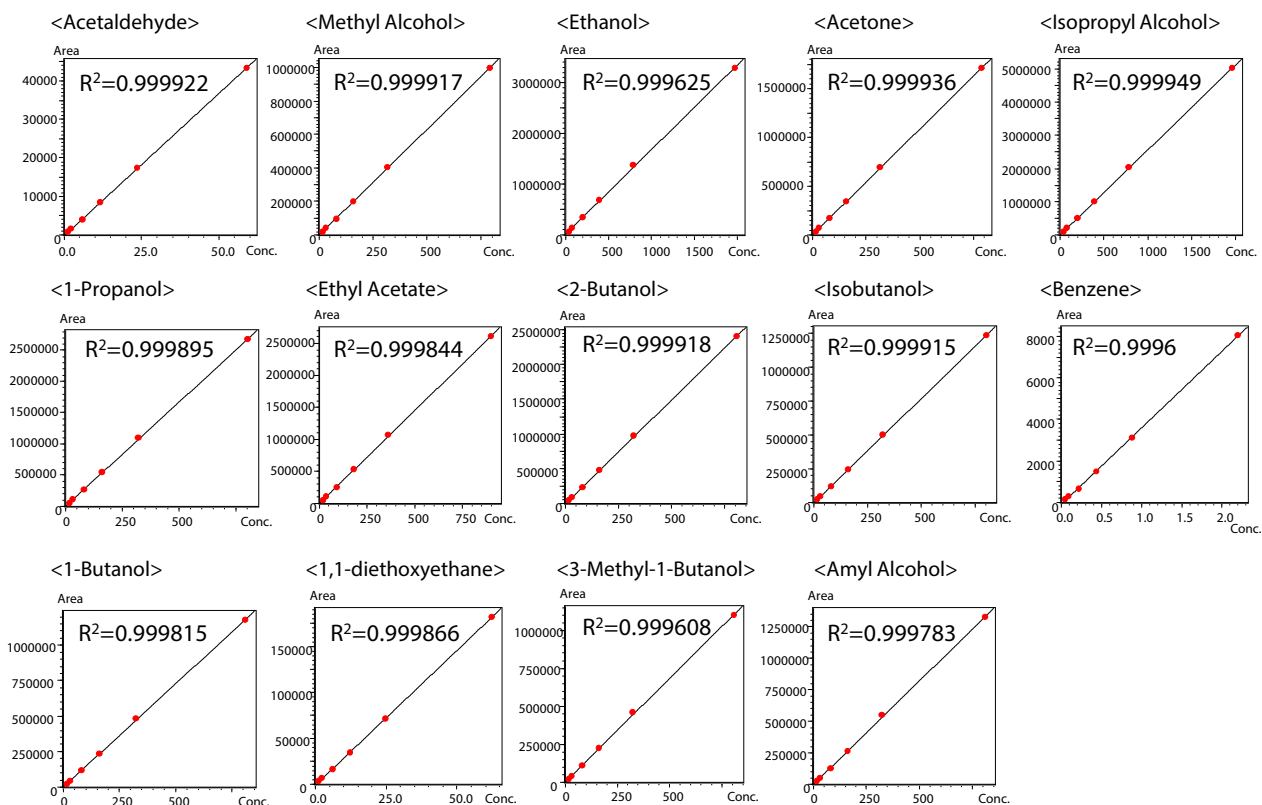 <Acetaldehyde>
Area
R²=0.999922
40000
30000
20000
10000
0
0.0 25.0 50.0 Conc.
<Methyl Alcohol>
Area
R²=0.999917
1000000
800000
600000
400000
200000
0
0 250 500 750 Conc.
<Ethanol>
Area
R²=0.999625
3000000
2000000
1000000
0
0 500 1000 1500 Conc.
<Acetone>
Area
R²=0.999936
1500000
1000000
500000
0
0 250 500 750 Conc.
<Isopropyl Alcohol>
Area
R²=0.999949
5000000
4000000
3000000
2000000
1000000
0
0 500 1000 1500 Conc.
<1-Propanol>
Area
R²=0.999895
2500000
2000000
1500000
1000000
500000
0
0 250 500 Conc.
<Ethyl Acetate>
Area
R²=0.999844
2500000
2000000
1500000
1000000
500000
0
0 250 500 750 Conc.
<2-Butanol>
Area
R²=0.999918
2500000
2000000
1500000
1000000
500000
0
0 250 500 Conc.
<Isobutanol>
Area
R²=0.999915
1250000
1000000
750000
500000
250000
0
0 250 500 Conc.
<Benzene>
Area
R²=0.9996
8000
6000
4000
2000
0
0.0 0.5 1.0 1.5 2.0
Conc.
<1-Butanol>
Area
R²=0.999815
1000000
750000
500000
250000
0
0 250 500 Conc.
<1,1-diethoxyethane>
Area
R²=0.999866
150000
100000
50000
0
0.0 25.0 50.0 Conc.
<3-Methyl-1-Butanol>
Area
R²=0.999608
1000000
750000
500000
250000
0
0 250 500 Conc.
<Amyl Alcohol>
Area
R²=0.999783
1250000
1000000
750000
500000
250000
0
0 250 500 Conc.